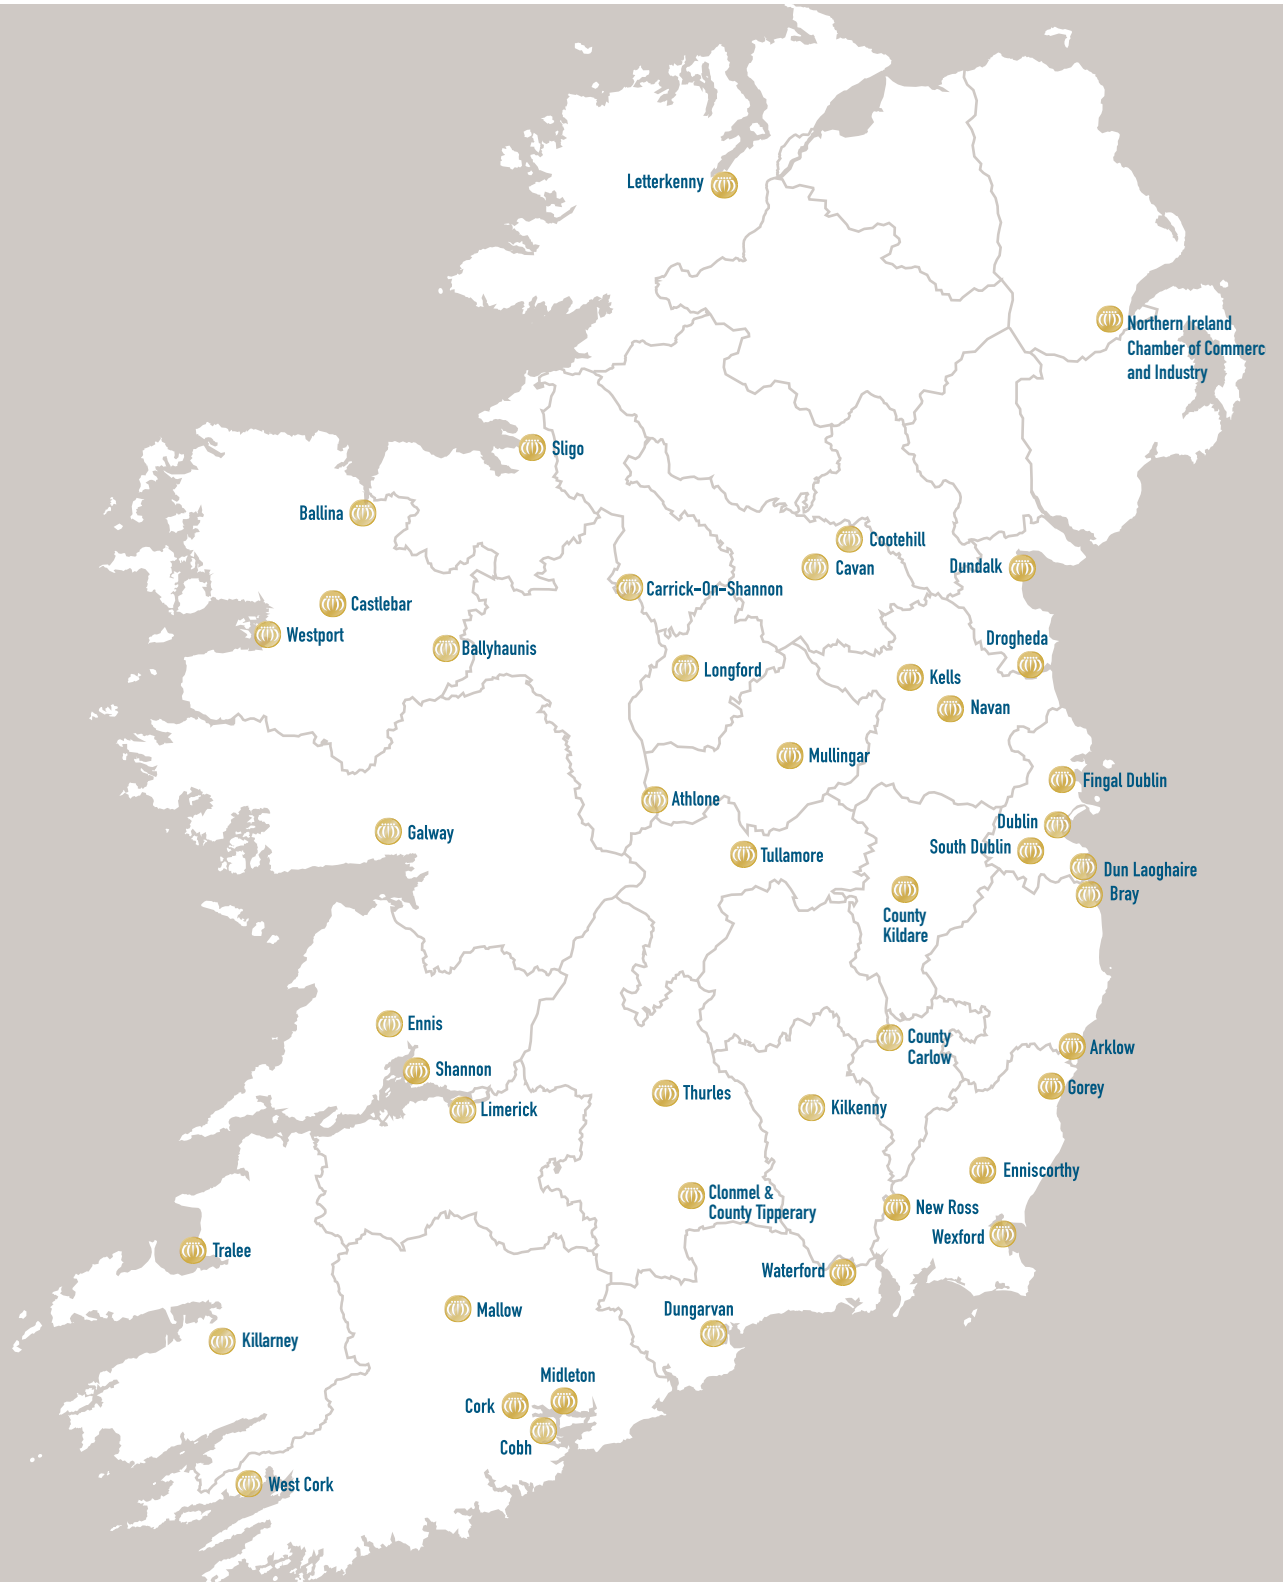 Letterkenny
Northern Ireland
Chamber of Commerc
and Industry
Sligo
Ballina
Cootehill
Cavan
Dundalk
Carrick-On-Shannon
Castlebar
Westport
Drogheda
Ballyhaunis
Longford
Kells
Navan
Mullingar
Fingal Dublin
Athlone
Dublin
Galway
South Dublin
Tullamore
Dun Laoghaire
Bray
County
Kildare
Ennis
County
Carlow
Arklow
Shannon
Gorey
Thurles
Limerick
Kilkenny
Enniscorthy
Clonmel &
County Tipperary
New Ross
Wexford
Tralee
Waterford
Mallow
Dungarvan
Killarney
Midleton
Cork
Cobh
West Cork